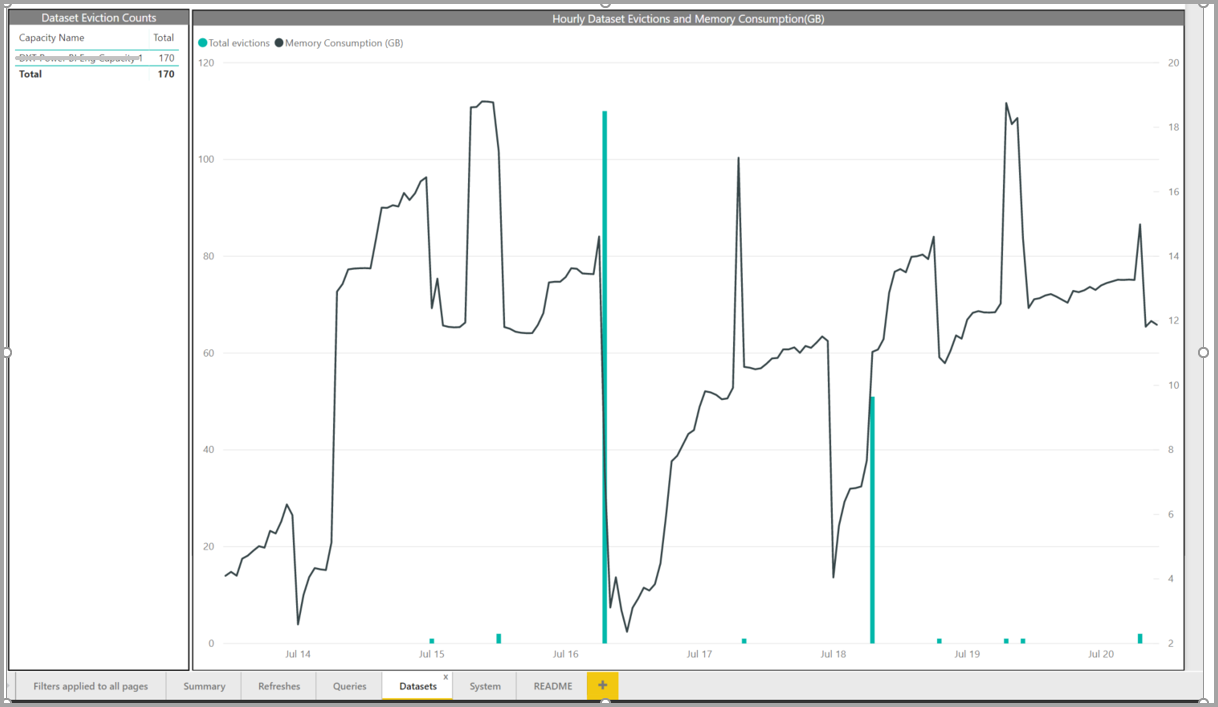 Dataset Eviction Counts
Capacity Name Total
170
Total 170
Hourly Dataset Evictions and Memory Consumption(GB)
Total evictions Memory Consumption (GB)
120 20
18
100
16
80 14
12
60
10
40 8
6
20
4
0 2
Jul 14 Jul 15 Jul 16 Jul 17 Jul 18 Jul 19 Jul 20
Filters applied to all pages Summary Refreshes Queries Datasets x System README +